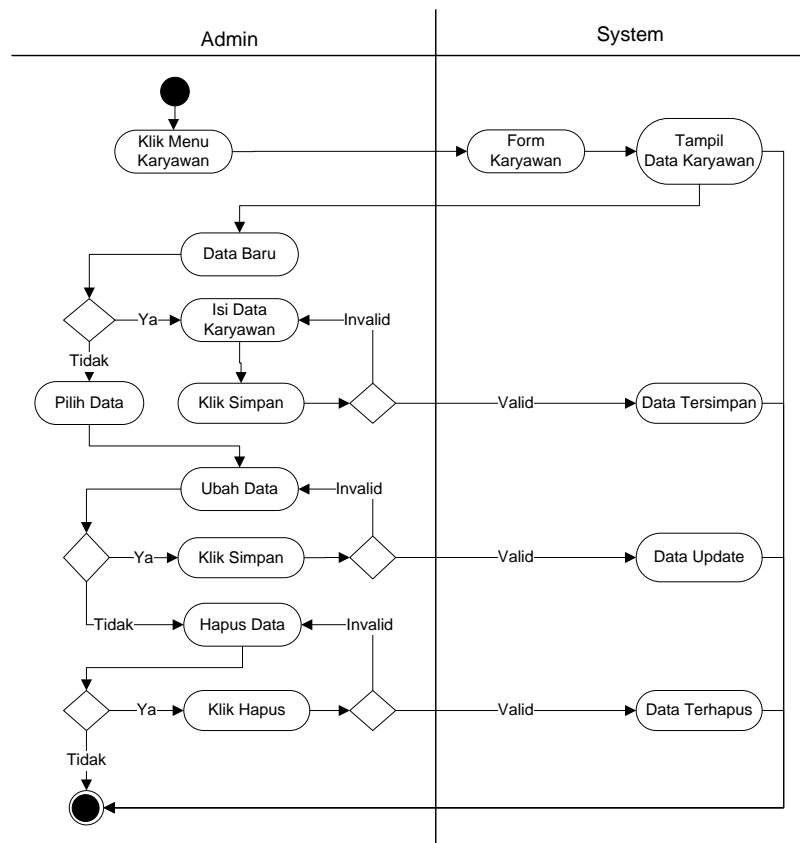 Admin
System
Klik Menu
Karyawan
Form
Karyawan
Tampil
Data Karyawan
Data Baru
Ya
Isi Data
Karyawan
Invalid
Tidak
Pilih Data
Klik Simpan
Valid
Data Tersimpan
Ubah Data
Invalid
Ya
Klik Simpan
Valid
Data Update
Tidak
Hapus Data
Invalid
Ya
Klik Hapus
Valid
Data Terhapus
Tidak